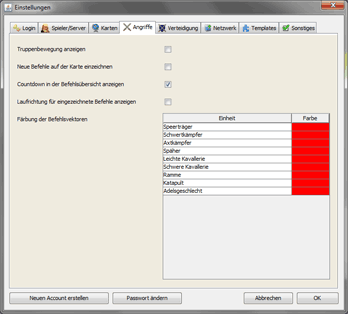 Einstellungen
Login Spieler/Server Karten Angriffe Verteidigung Netzwerk Templates Sonstiges
Truppenbewegung anzeigen
Neue Befehle auf der Karte einzeichnen
Countdown in der Befehlsübersicht anzeigen
Laufrichtung für eingezeichnete Befehle anzeigen
Färbung der Befehlsvektoren
Einheit Farbe
Speerträger
Schwertkämpfer
Axtkämpfer
Späher
Leichte Kavallerie
Schwere Kavallerie
Ramme
Katapult
Adelsgeschlecht
Neuen Account erstellen Passwort ändern Abbrechen OK